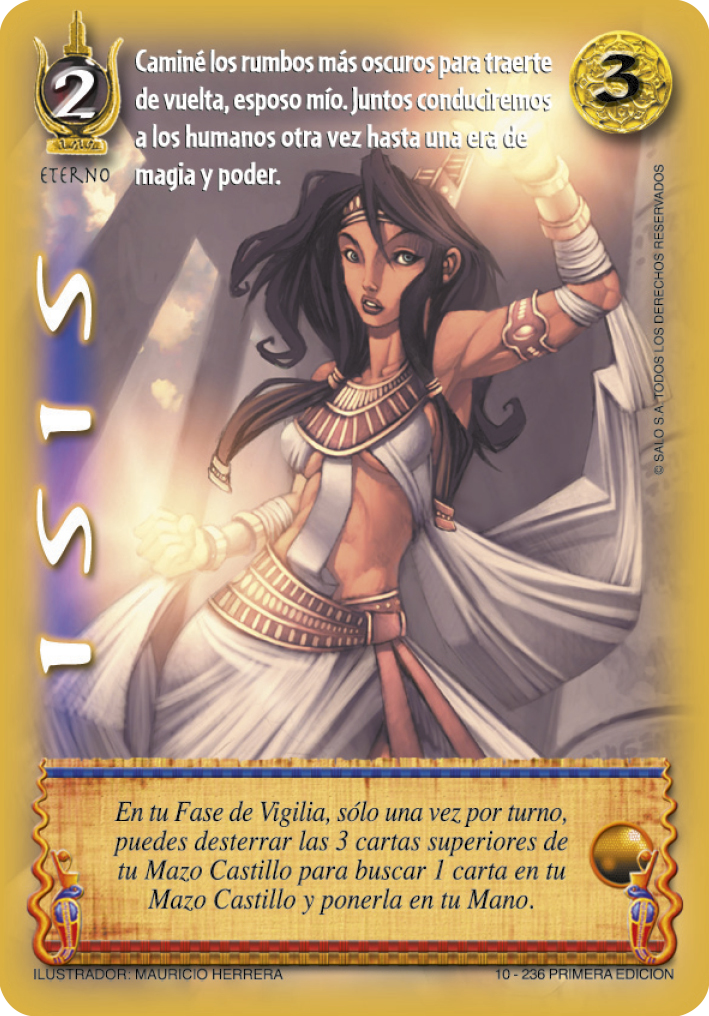 2
ETERNO
Caminé los rumbos más oscuros para traerte
de vuelta, esposo mío. Juntos conduciremos
a los humanos otra vez hasta una era de
magia y poder.
3
ISIS
© SALO S.A. TODOS LOS DERECHOS RESERVADOS
En tu Fase de Vigilia, sólo una vez por turno,
puedes desterrar las 3 cartas superiores de
tu Mazo Castillo para buscar 1 carta en tu
Mazo Castillo y ponerla en tu Mano.
ILUSTRADOR: MAURICIO HERRERA
10 - 236 PRIMERA EDICION